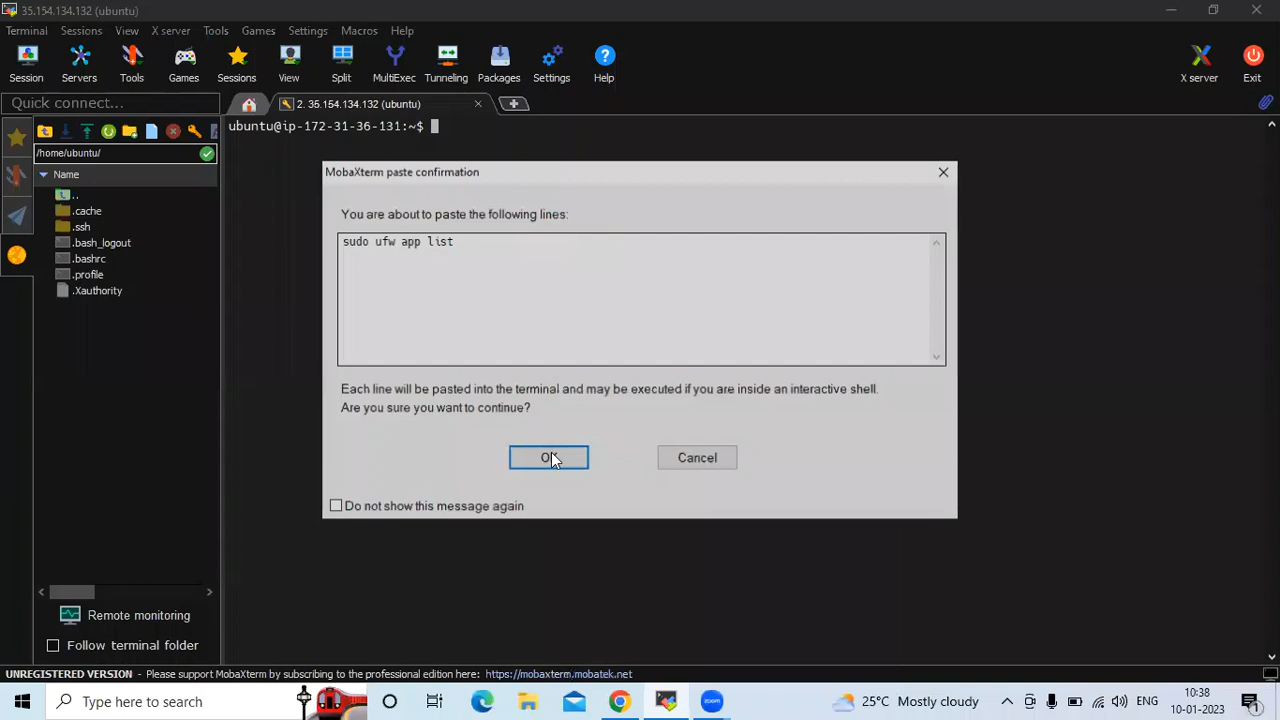 35.154.134.132 (ubuntu)
Terminal Sessions View X server Tools Games Settings Macros Help
Session Servers Tools Games Sessions View Split MultiExec Tunneling Packages Settings Help X server Exit
Quick connect... 2. 35.154.134.132 (ubuntu)
ubuntu@ip-172-31-36-131:~$
/home/ubuntu/
Name
..
.cache
.ssh
.bash_logout
.bashrc
.profile
.Xauthority
MobaXterm paste confirmation
You are about to paste the following lines:
sudo ufw app list
Each line will be pasted into the terminal and may be executed if you are inside an interactive shell.
Are you sure you want to continue?
Cancel
Do not show this message again
Remote monitoring
Follow terminal folder
UNREGISTERED VERSION - Please support MobaXterm by subscribing to the professional edition here: https://mobaxterm.mobatek.net
Type here to search
zoom
25°C Mostly cloudy
ENG
10:38
10-01-2023
1